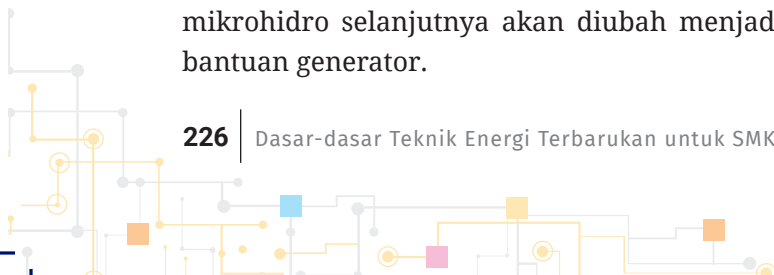 mikrohidro selanjutnya akan diubah menjad
bantuan generator.
226 Dasar-dasar Teknik Energi Terbarukan untuk SMK